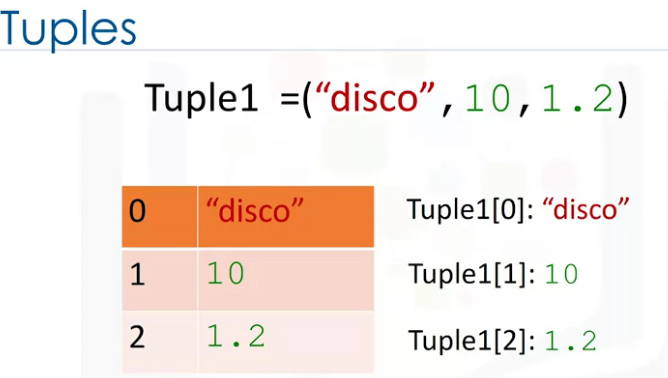 Tuples
Tuple1 =(“disco”,10,1.2)
0 “disco” Tuple1[0]: “disco”
1 10 Tuple1[1]: 10
2 1.2 Tuple1[2]: 1.2